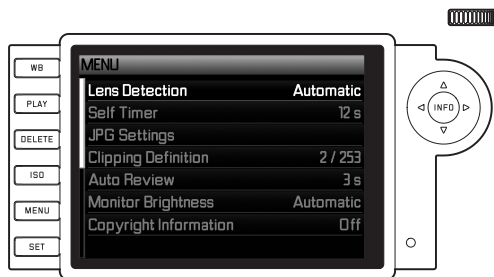 MENU
Lens Detection Automatic
Self Timer 12 s
JPG Settings
Clipping Definition 2 / 253
Auto Review 3 s
Monitor Brightness Automatic
Copyright Information Off
WB
PLAY
DELETE
ISO
MENU
SET
INFO